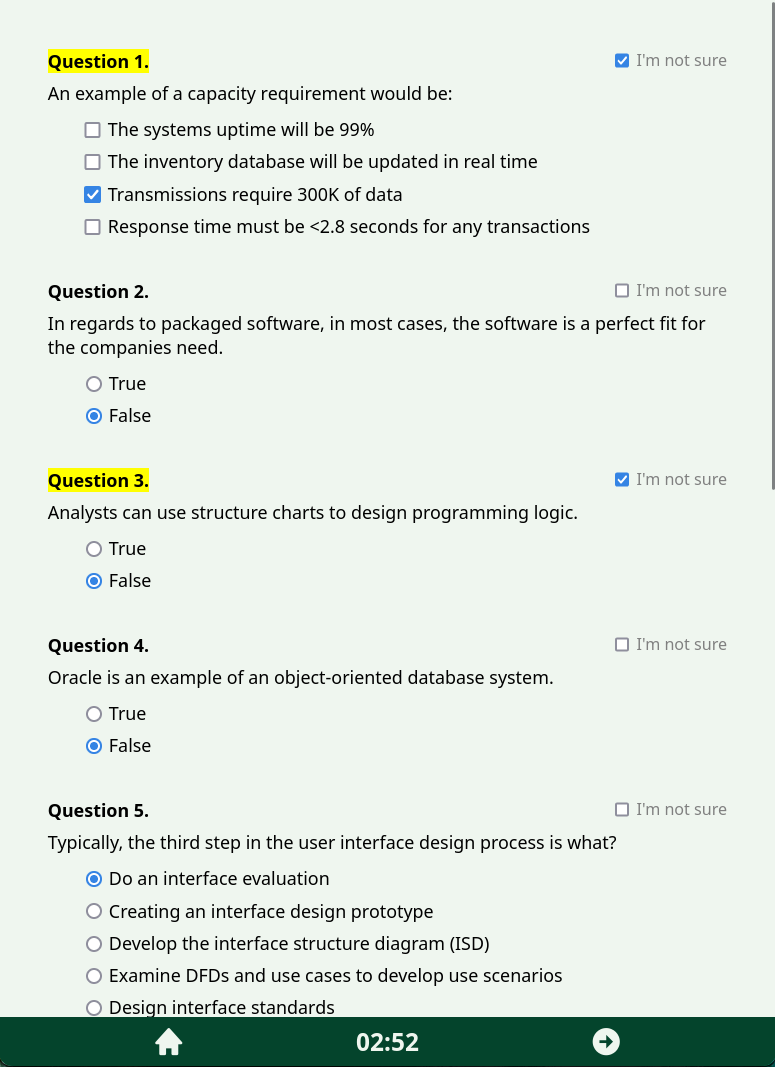 Question 1.
I'm not sure
An example of a capacity requirement would be:
The systems uptime will be 99%
The inventory database will be updated in real time
Transmissions require 300K of data
Response time must be <2.8 seconds for any transactions
Question 2.
I'm not sure
In regards to packaged software, in most cases, the software is a perfect fit for
the companies need.
True
False
Question 3.
I'm not sure
Analysts can use structure charts to design programming logic.
True
False
Question 4.
I'm not sure
Oracle is an example of an object-oriented database system.
True
False
Question 5.
I'm not sure
Typically, the third step in the user interface design process is what?
Do an interface evaluation
Creating an interface design prototype
Develop the interface structure diagram (ISD)
Examine DFDs and use cases to develop use scenarios
Design interface standards
02:52